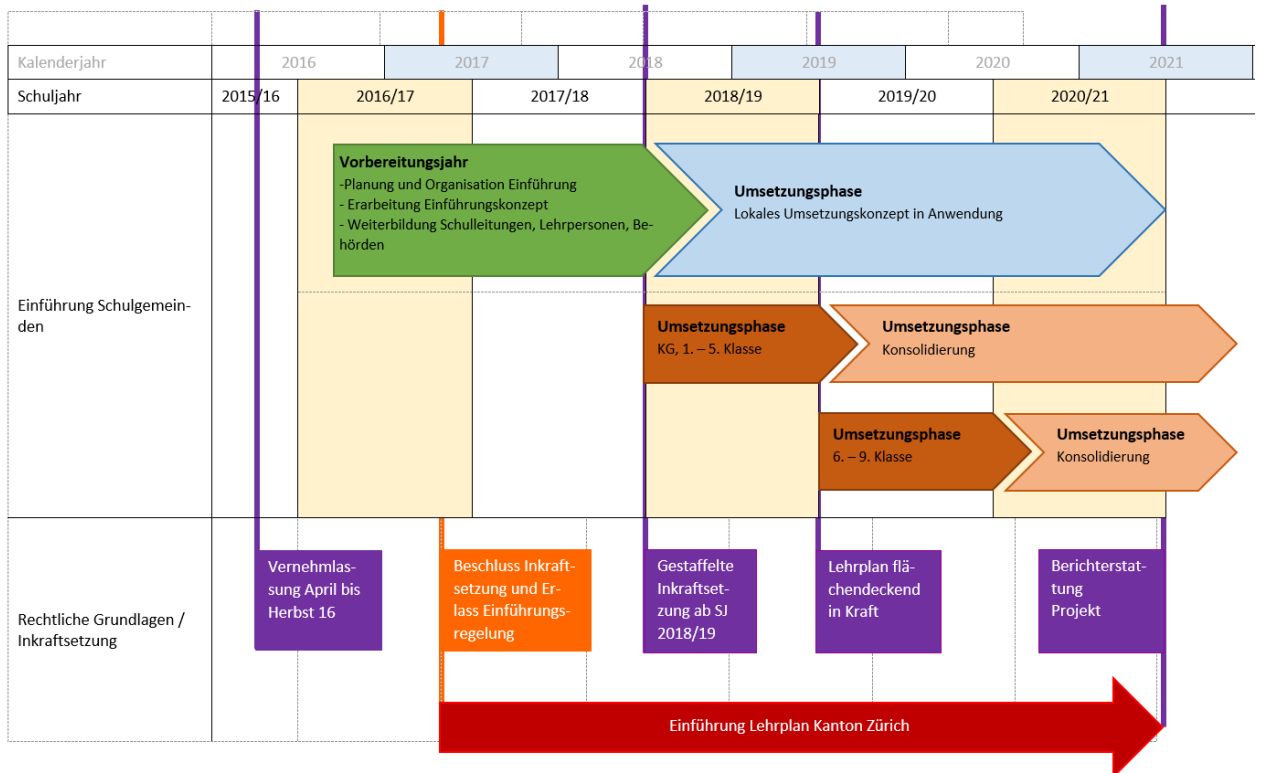 Kalenderjahr 2016 2017 2018 2019 2020 2021
Schuljahr 2015/16 2016/17 2017/18 2018/19 2019/20 2020/21
Einführung Schulgemein-
den
Vorbereitungsjahr
-Planung und Organisation Einführung
- Erarbeitung Einführungskonzept
- Weiterbildung Schulleitungen, Lehrpersonen, Be-
hörden
Umsetzungsphase
Lokales Umsetzungskonzept in Anwendung
Umsetzungsphase
KG, 1. – 5. Klasse
Umsetzungsphase
Konsolidierung
Umsetzungsphase
6. – 9. Klasse
Umsetzungsphase
Konsolidierung
Rechtliche Grundlagen /
Inkraftsetzung
Vernehmlas-
sung April bis
Herbst 16
Beschluss Inkraft-
setzung und Er-
lass Einführungs-
regelung
Gestaffelte
Inkraftset-
zung ab SJ
2018/19
Lehrplan flä-
chendeckend
in Kraft
Berichterstat-
tung
Projekt
Einführung Lehrplan Kanton Zürich